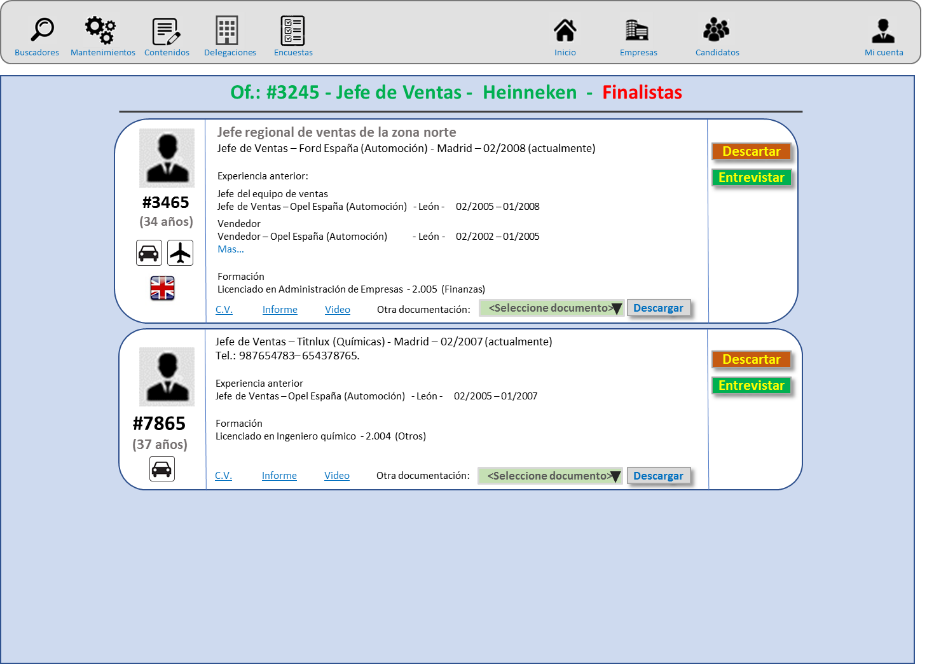 Buscadores Mantenimientos Contenidos Delegaciones Encuestas Inicio Empresas Candidatos Mi cuenta
Of.: #3245 - Jefe de Ventas - Heinneken - Finalistas
#3465
(34 años)
Jefe regional de ventas de la zona norte
Jefe de Ventas – Ford España (Automoción) - Madrid – 02/2008 (actualmente)
Experiencia anterior:
Jefe del equipo de ventas
Jefe de Ventas – Opel España (Automoción) - León - 02/2005 – 01/2008
Vendedor
Vendedor – Opel España (Automoción) - León - 02/2002 – 01/2005
Mas...
Formación
Licenciado en Administración de Empresas - 2.005 (Finanzas)
C.V. Informe Video Otra documentación: <Seleccione documento> Descargar
Descartar
Entrevistar
#7865
(37 años)
Jefe de Ventas – Titnlux (Químicas) - Madrid – 02/2007 (actualmente)
Tel.: 987654783– 654378765.
Experiencia anterior
Jefe de Ventas – Opel España (Automoción) - León - 02/2005 – 01/2007
Formación
Licenciado en Ingeniero químico - 2.004 (Otros)
C.V. Informe Video Otra documentación: <Seleccione documento> Descargar
Descartar
Entrevistar